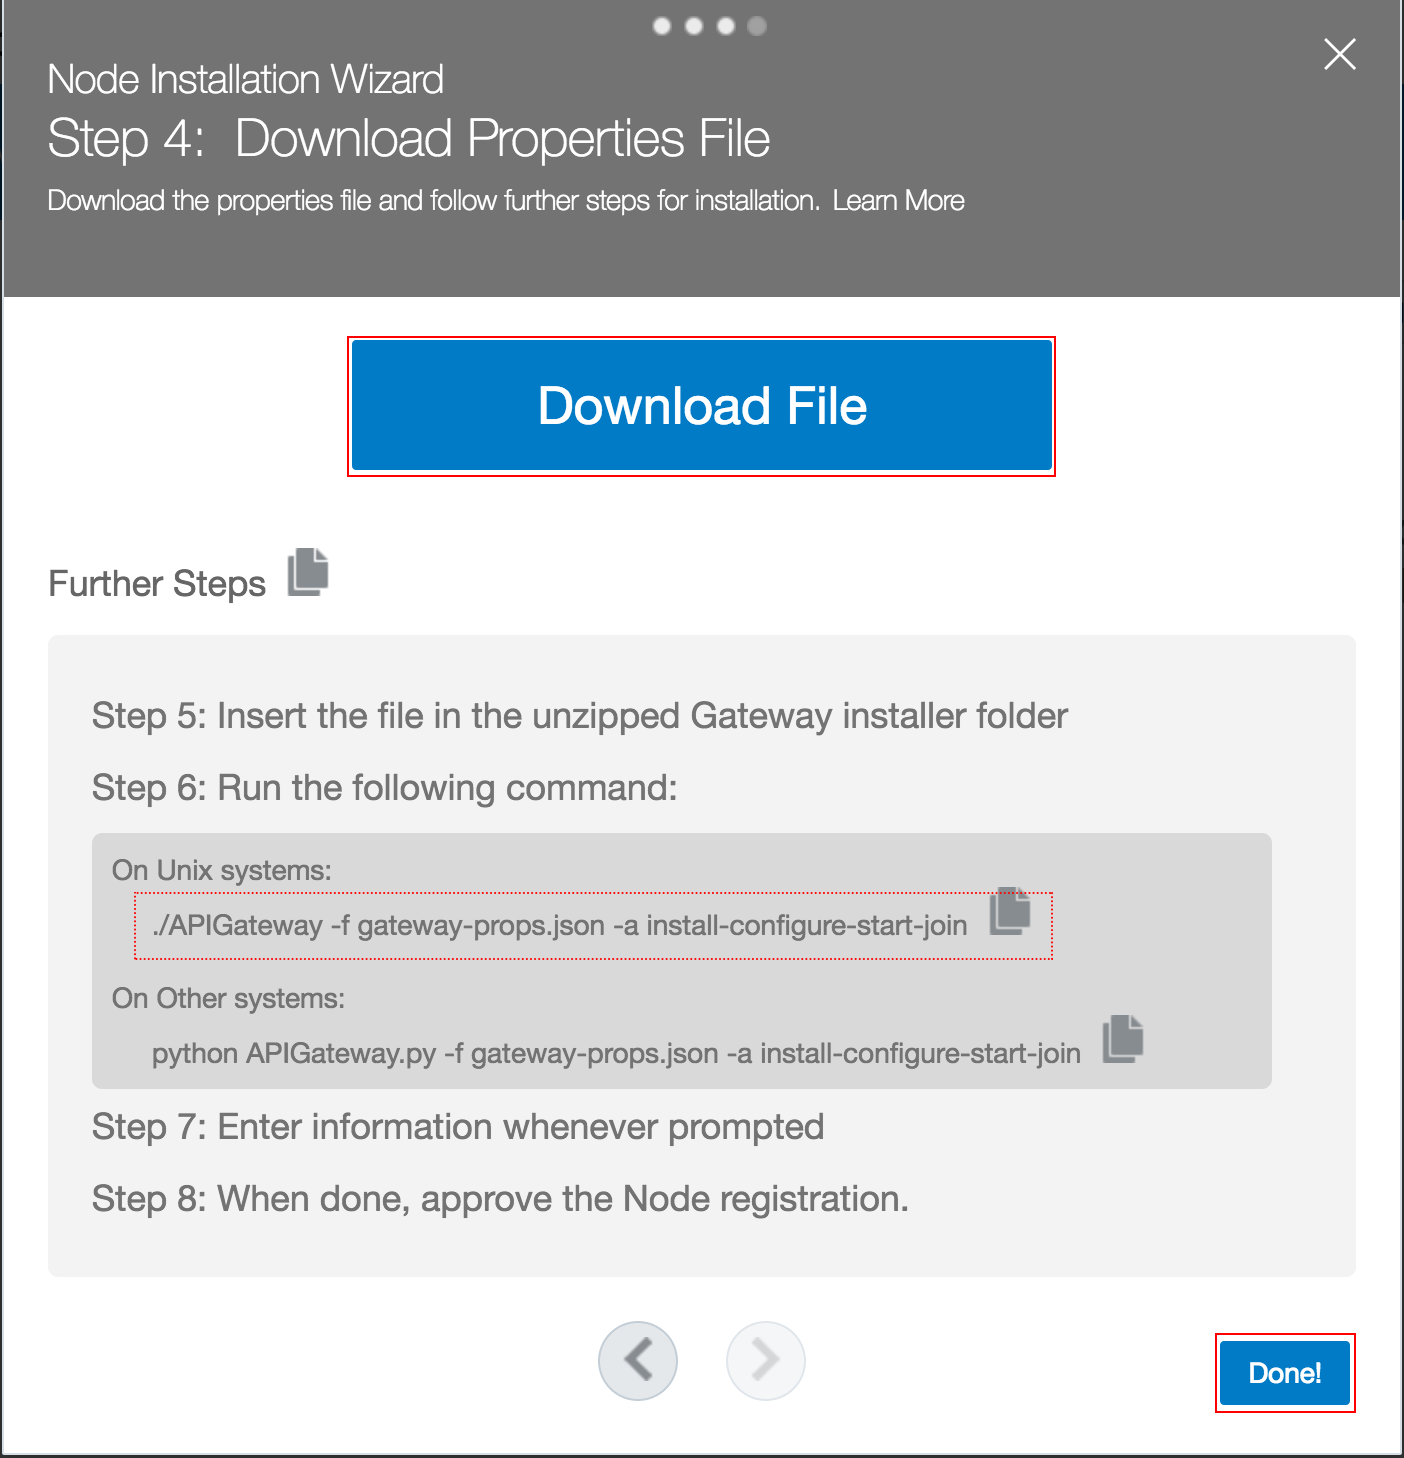 Node Installation Wizard
Step 4: Download Properties File
Download the properties file and follow further steps for installation. Learn More
Download File
Further Steps
Step 5: Insert the file in the unzipped Gateway installer folder
Step 6: Run the following command:
On Unix systems:
./APIGateway -f gateway-props.json -a install-configure-start-join
On Other systems:
python APIGateway.py -f gateway-props.json -a install-configure-start-join
Step 7: Enter information whenever prompted
Step 8: When done, approve the Node registration.
Done!